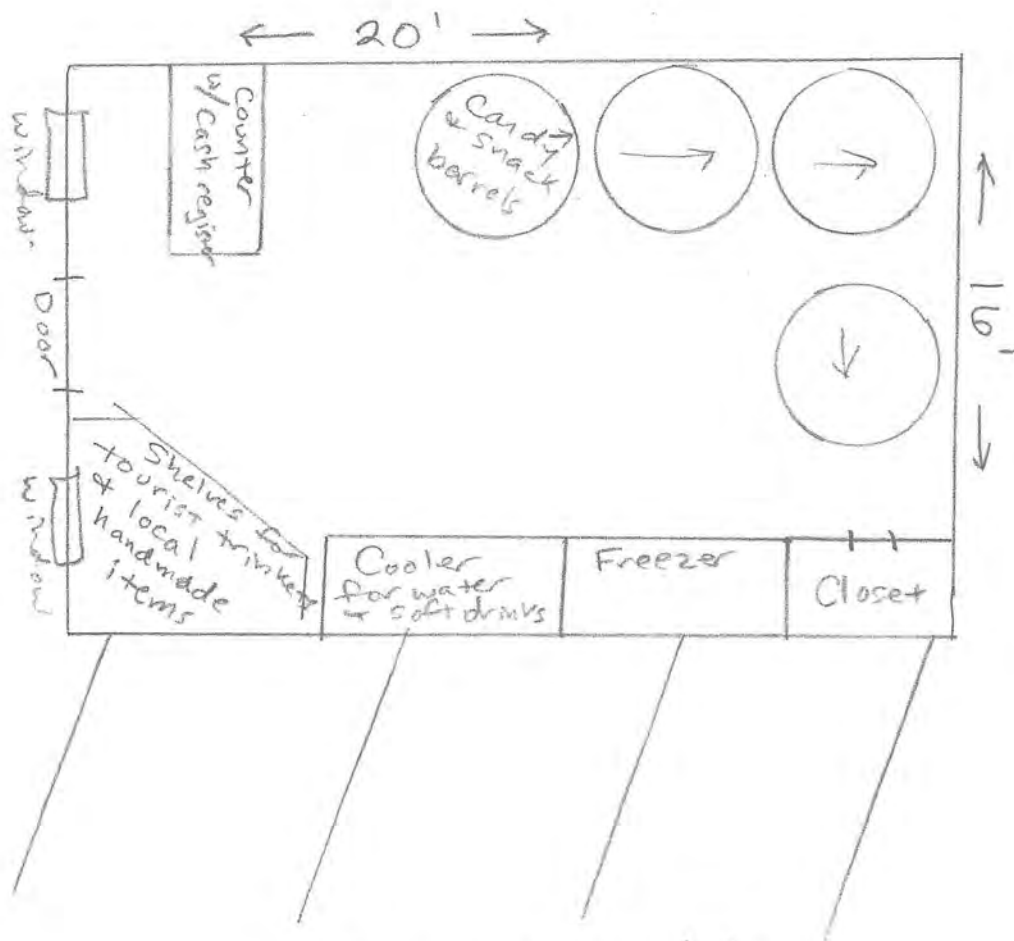 20'
Counter
w/Cash register
Candy
& snack
barrels
window
Door
16'
window
Shelves for
tourist trinkets
& local
handmade
items
Cooler
for water
& soft drinks
Freezer
Closet